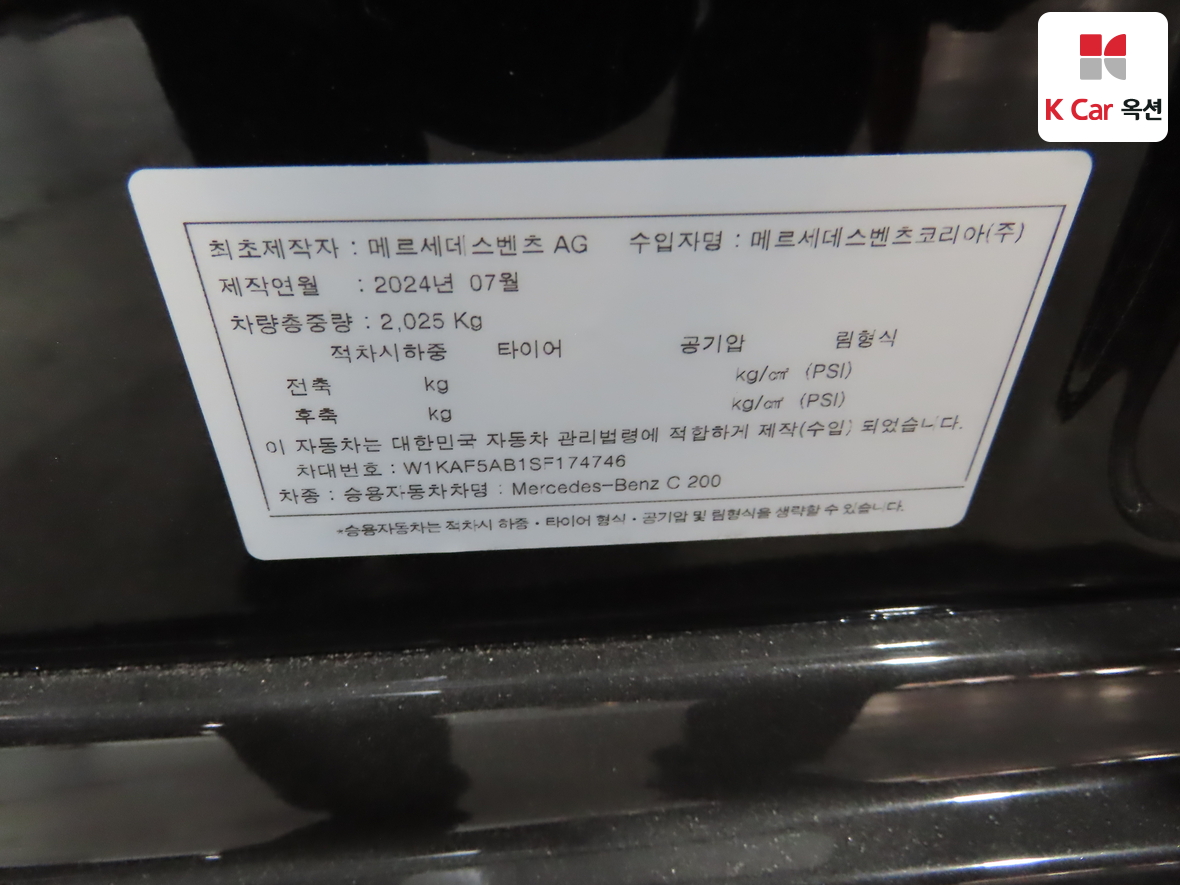 K Car 옥션
최초제작자 : 메르세데스벤츠 AG 수입자명 : 메르세데스벤츠코리아(주)
제작연월 : 2024년 07월
차량총중량 : 2,025 Kg
적차시하중 타이어 공기압 림형식
전축 kg kg/㎠ (PSI)
후축 kg kg/㎠ (PSI)
이 자동차는 대한민국 자동차 관리법령에 적합하게 제작(수입) 되었습니다.
차대번호 : W1KAF5AB1SF174746
차종 : 승용자동차차명 : Mercedes-Benz C 200
*승용자동차는 적차시 하중·타이어 형식·공기압 및 림형식을 생략할 수 있습니다.